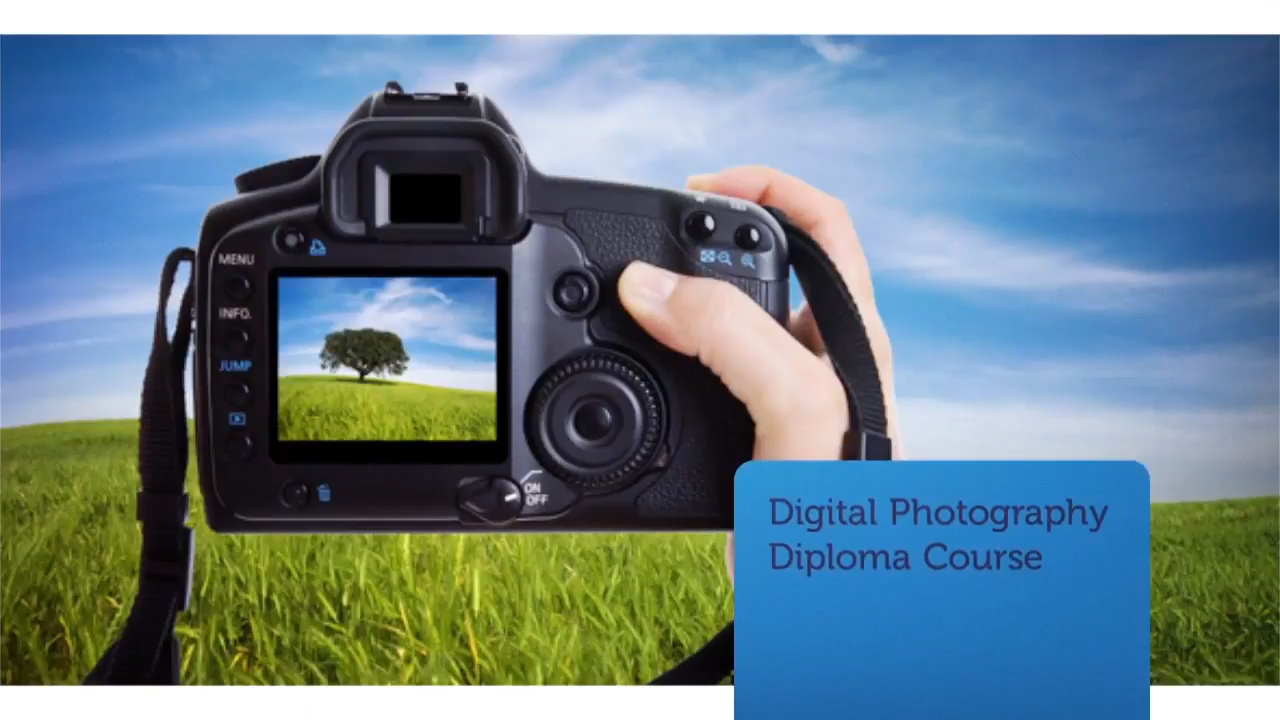 MENU
INFO.
JUMP
ON
OFF
Digital Photography
Diploma Course